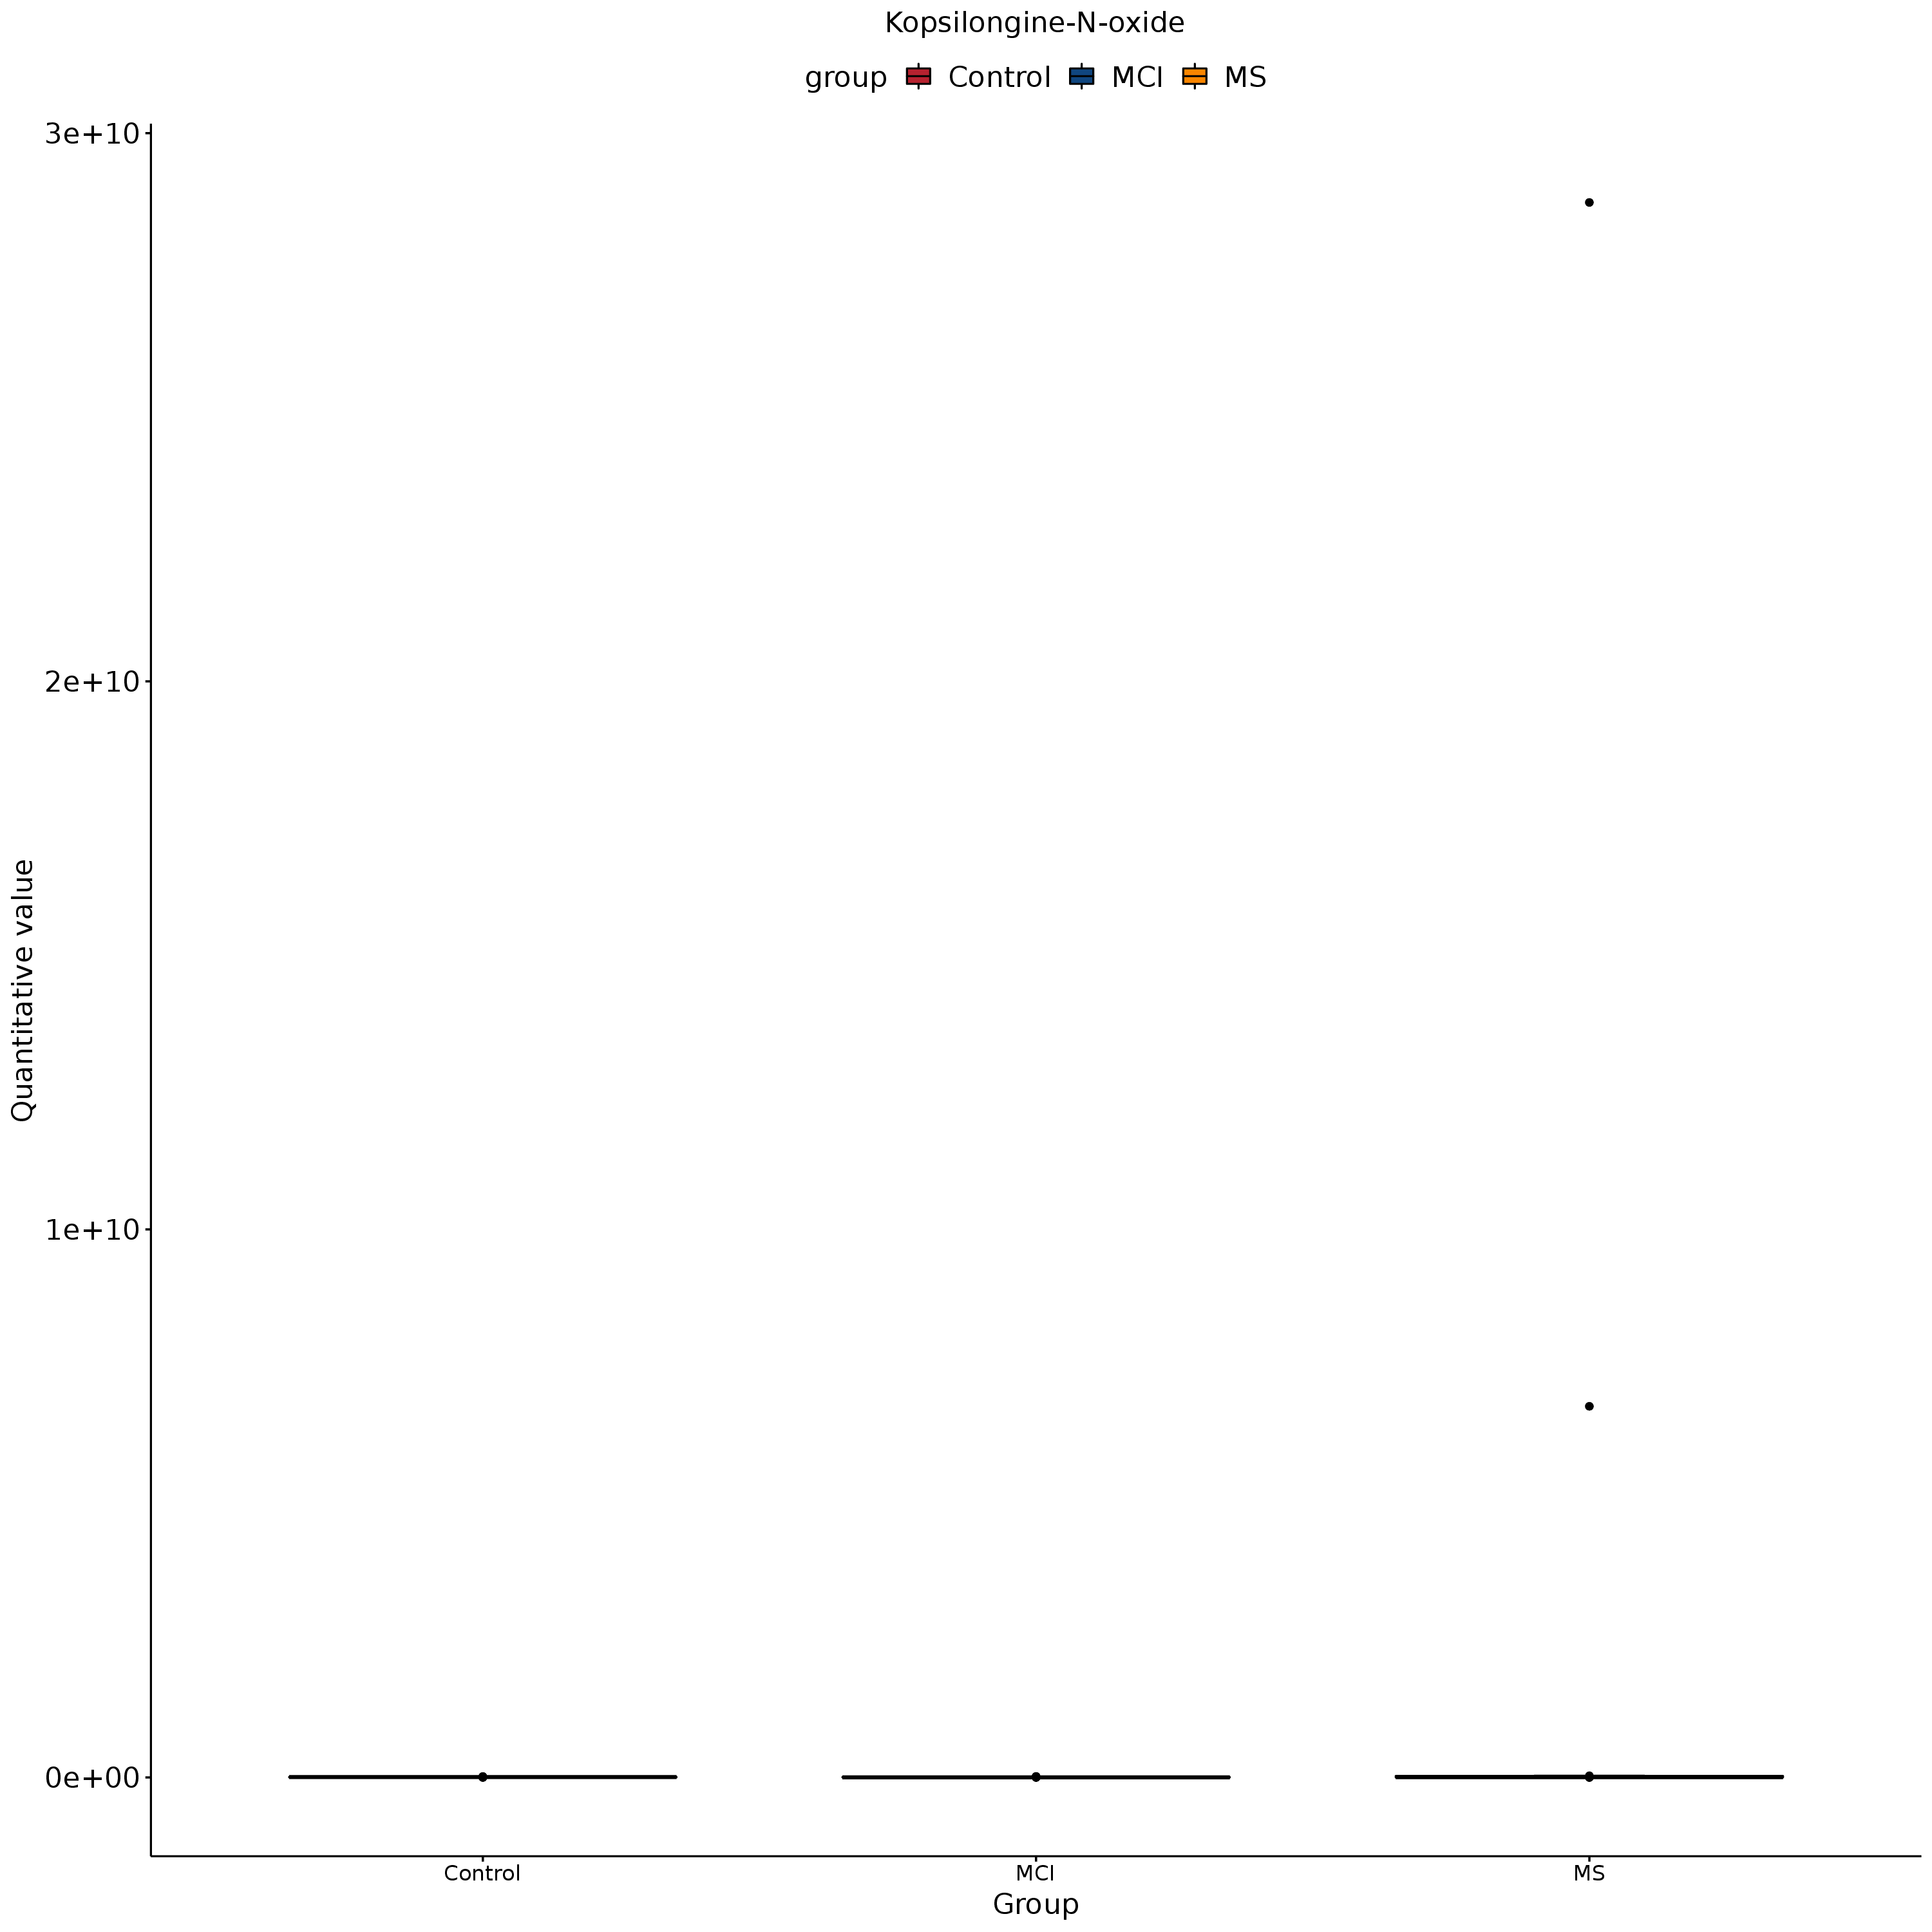 Kopsilongine-N-oxide
group Control MCI MS
3e+10
2e+10
1e+10
0e+00
Quantitative value
Control MCI MS
Group